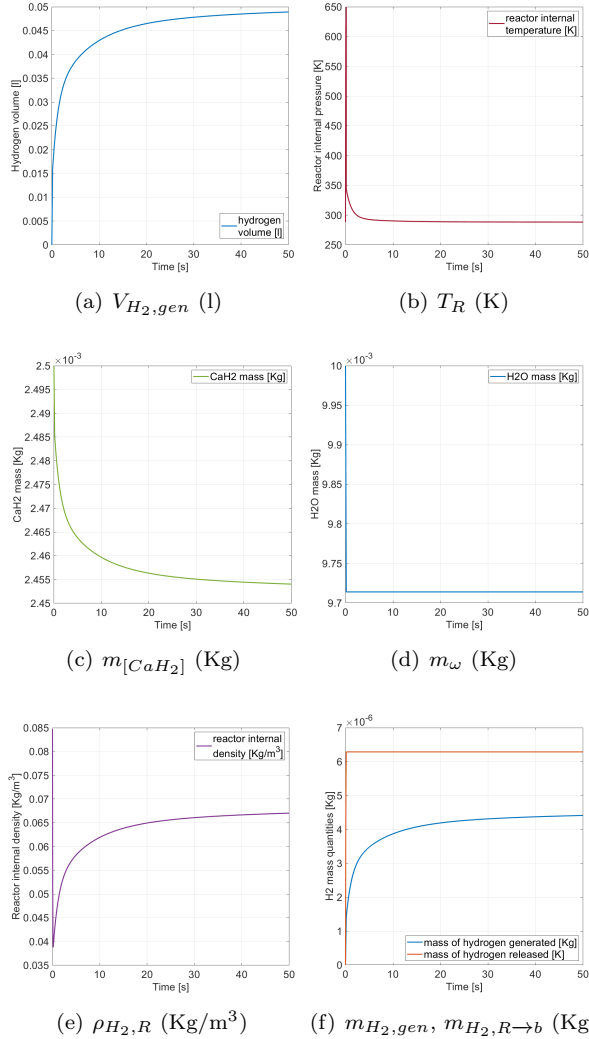 0.05
0.045
0.04
0.035
0.03
0.025
0.02
0.015
0.01
0.005
0
Hydrogen volume [l]
hydrogen
volume [l]
0 10 20 30 40 50
Time [s]
(a) V_{H_2,gen} (l)
650
600
550
500
450
400
350
300
250
Reactor internal pressure [K]
reactor internal
temperature [K]
0 10 20 30 40 50
Time [s]
(b) T_R (K)
×10^{-3}
2.5
2.495
2.49
2.485
2.48
2.475
2.47
2.465
2.46
2.455
2.45
CaH2 mass [Kg]
CaH2 mass [Kg]
0 10 20 30 40 50
Time [s]
(c) m_{[CaH_2]} (Kg)
×10^{-3}
10
9.95
9.9
9.85
9.8
9.75
9.7
H2O mass [Kg]
H2O mass [Kg]
0 10 20 30 40 50
Time [s]
(d) m_ω (Kg)
0.085
0.08
0.075
0.07
0.065
0.06
0.055
0.05
0.045
0.04
0.035
Reactor internal density [Kg/m^3]
reactor internal
density [Kg/m^3]
0 10 20 30 40 50
Time [s]
(e) ρ_{H_2,R} (Kg/m^3)
×10^{-6}
7
6
5
4
3
2
1
0
H2 mass quantities [Kg]
mass of hydrogen generated [Kg]
mass of hydrogen released [K]
0 10 20 30 40 50
Time [s]
(f) m_{H_2,gen}, m_{H_2,R→b} (Kg